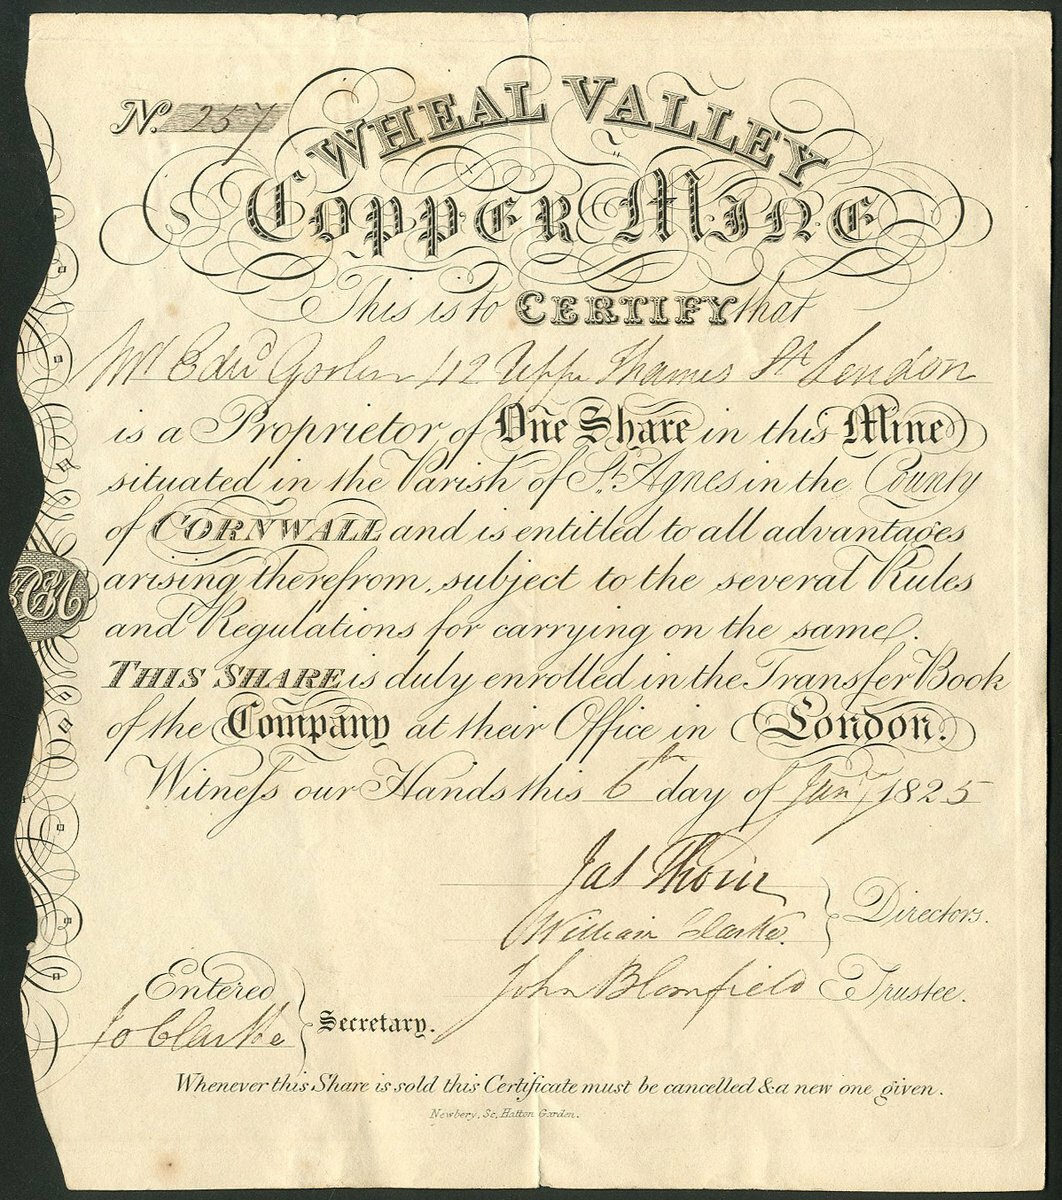 No. 257
WHEAL VALLEY
COPPER MINE
This is to CERTIFY that
Mr Edwd 42 Uppr Thames St London
is a Proprietor of One Share in this Mine
situated in the Parish of St. Agnes in the County
of CORNWALL and is entitled to all advantages
arising therefrom, subject to the several Rules
and Regulations for carrying on the same.
THIS SHARE is duly enrolled in the Transfer Book
of the Company at their Office in London.
Witneſs our Hands this 6th day of Jany 1825
Jas
William Clarke
Directors.
John Blomfield Trustee.
Entered
Jo Clarke
Secretary.
Whenever this Share is sold this Certificate must be cancelled & a new one given.
Newbery, Sc, Hatton Garden.